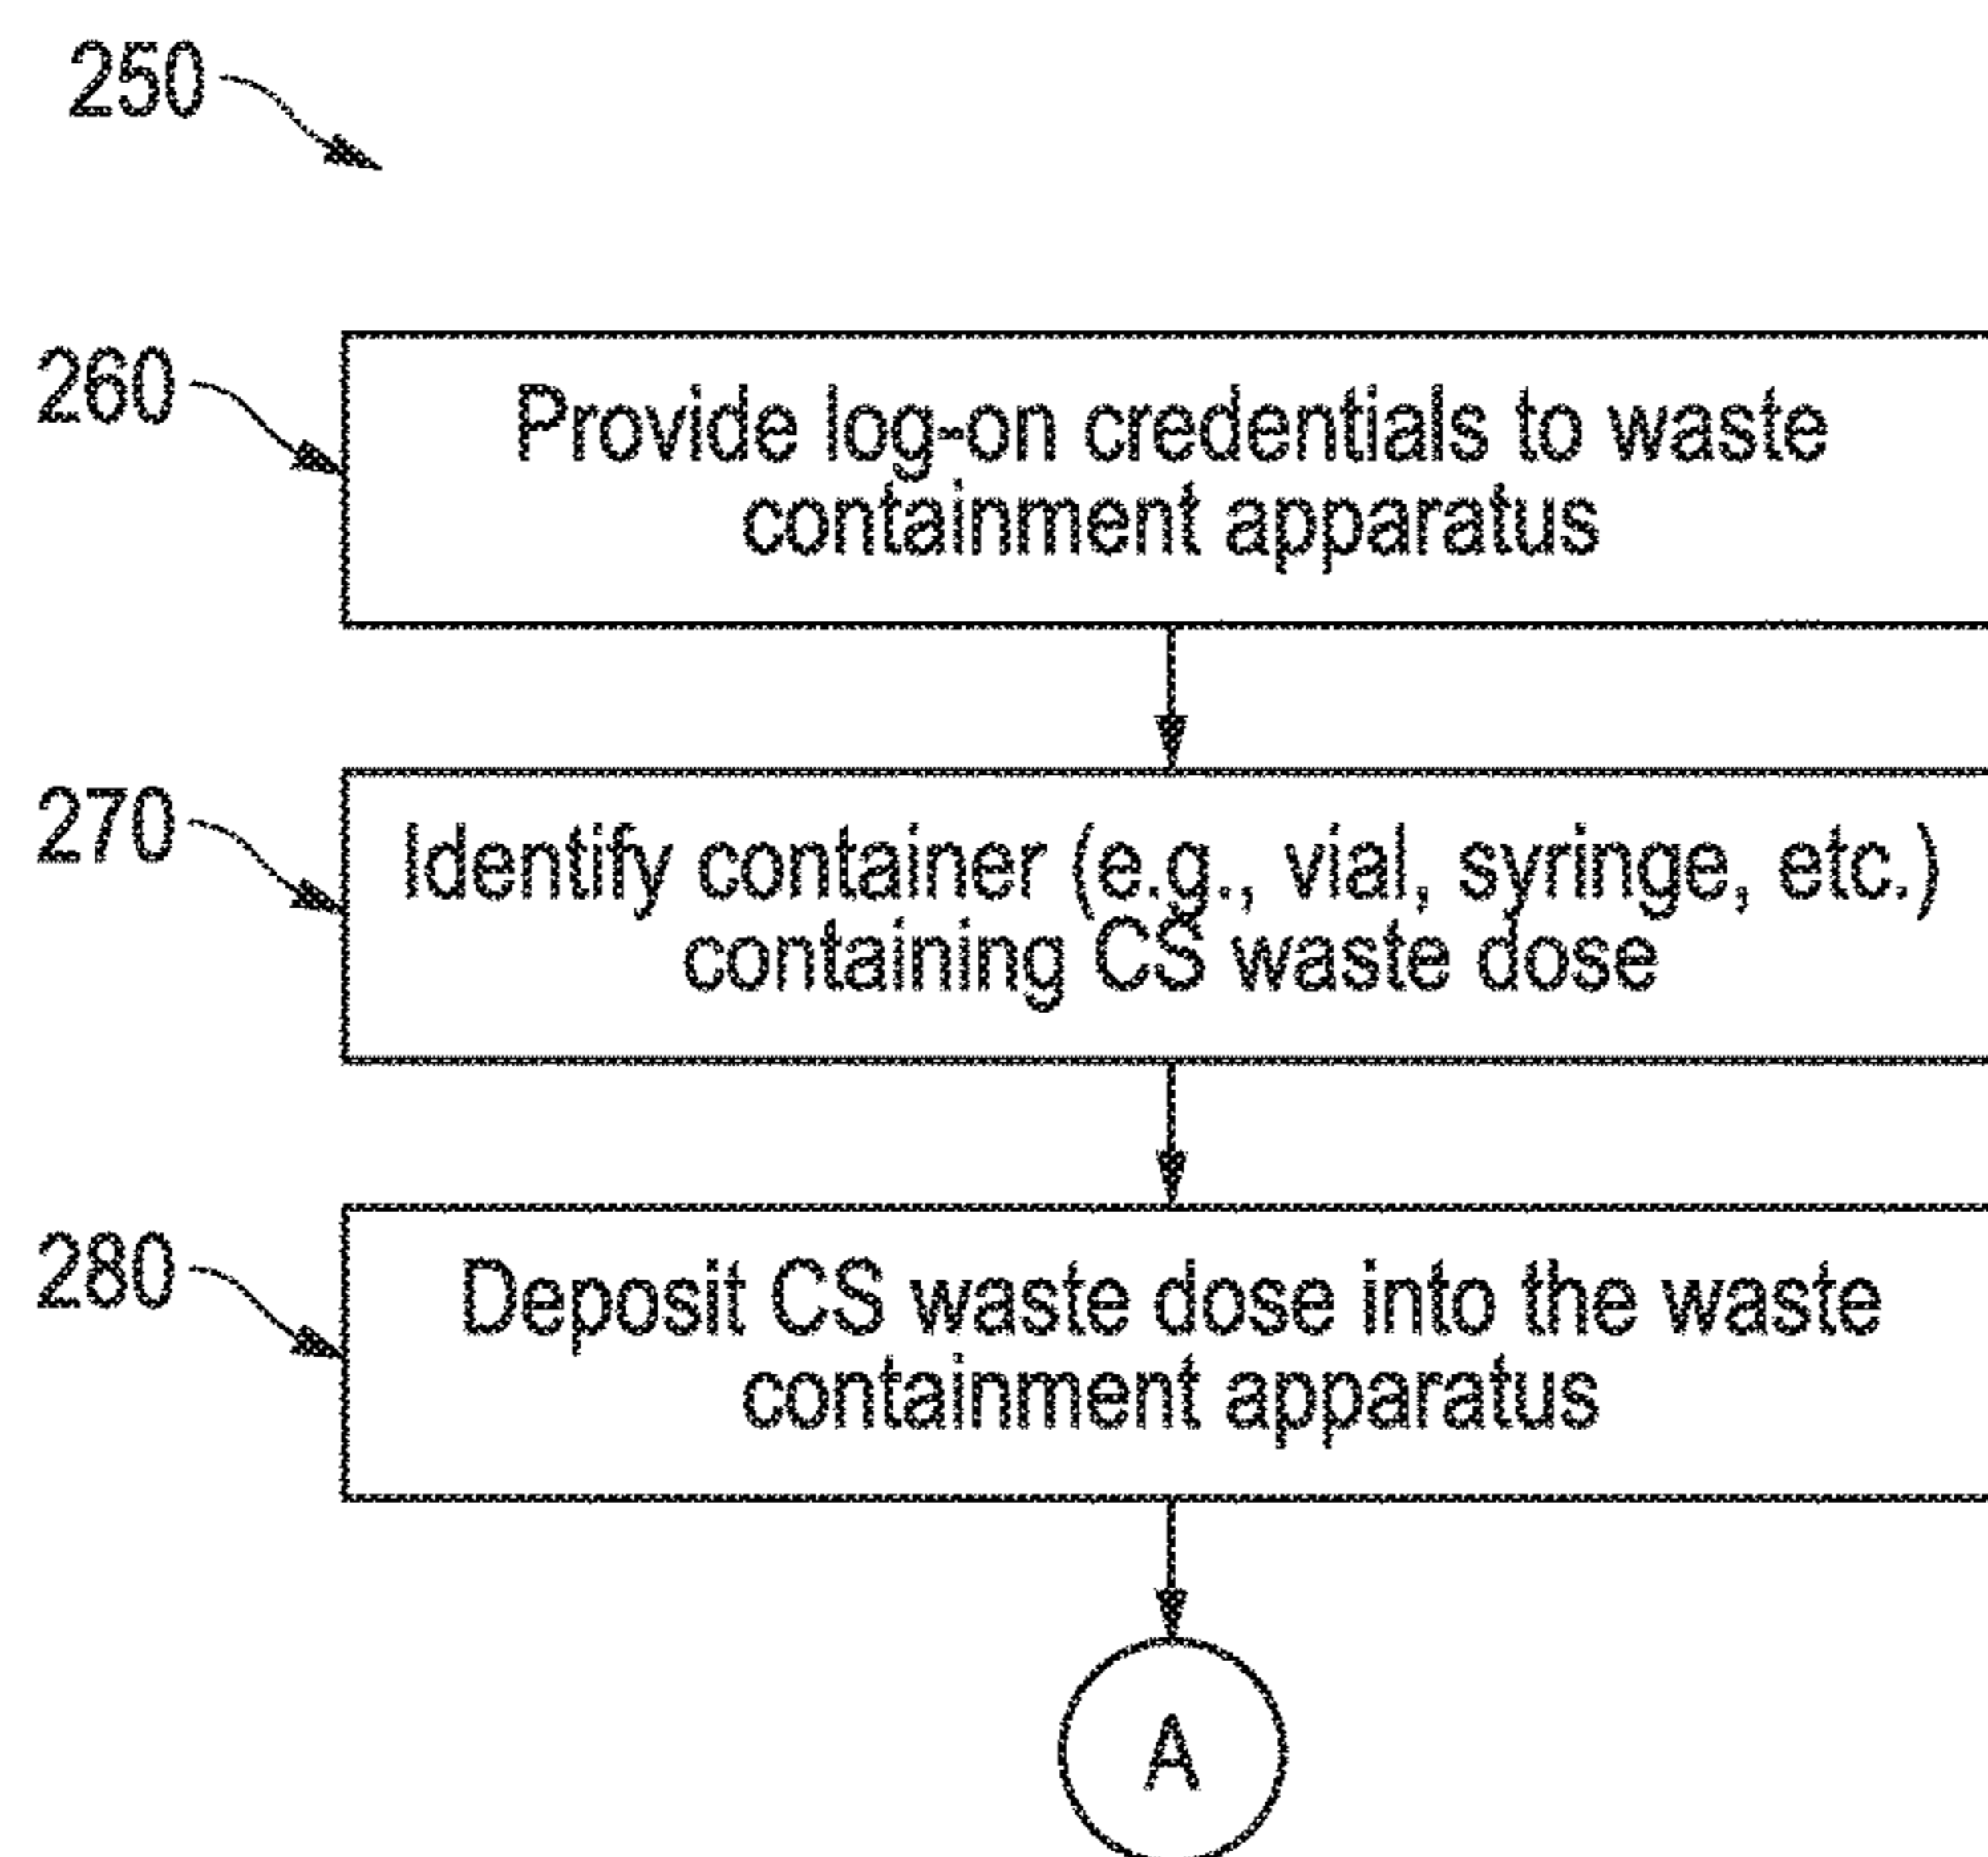 250
260
Provide log-on credentials to waste
containment apparatus
270
Identify container (e.g., vial, syringe, etc.)
containing CS waste dose
280
Deposit CS waste dose into the waste
containment apparatus
A